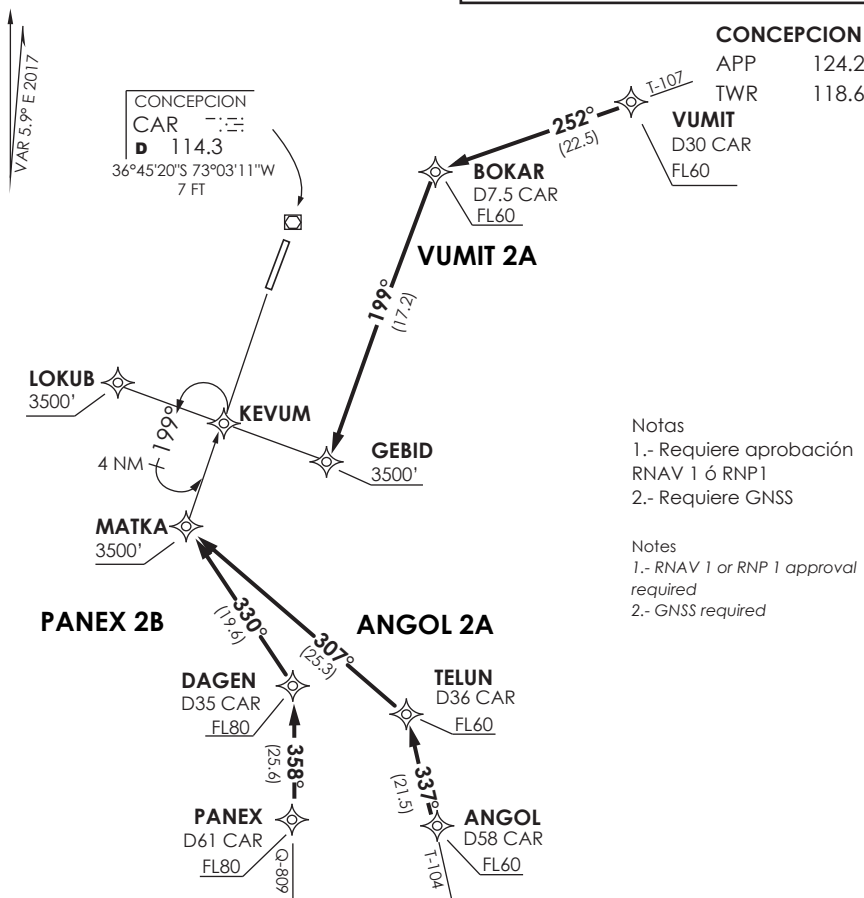 VAR 5.9º E 2017
CONCEPCION
CAR
D 114.3
36°45'20"S 73°03'11"W
7 FT
CONCEPCION
APP 124.2
TWR 118.6
T-107
252°
(22.5)
VUMIT
D30 CAR
FL60
BOKAR
D7.5 CAR
FL60
VUMIT 2A
199°
(17.2)
LOKUB
3500'
KEVUM
199°
4 NM
GEBID
3500'
MATKA
3500'
Notas
1.- Requiere aprobación
RNAV 1 ó RNP1
2.- Requiere GNSS
Notes
1.- RNAV 1 or RNP 1 approval
required
2.- GNSS required
PANEX 2B
330°
(19.6)
ANGOL 2A
307°
(25.3)
DAGEN
D35 CAR
FL80
TELUN
D36 CAR
FL60
358°
(25.6)
337°
(21.5)
PANEX
D61 CAR
FL80
Q-809
ANGOL
D58 CAR
FL60
T-104